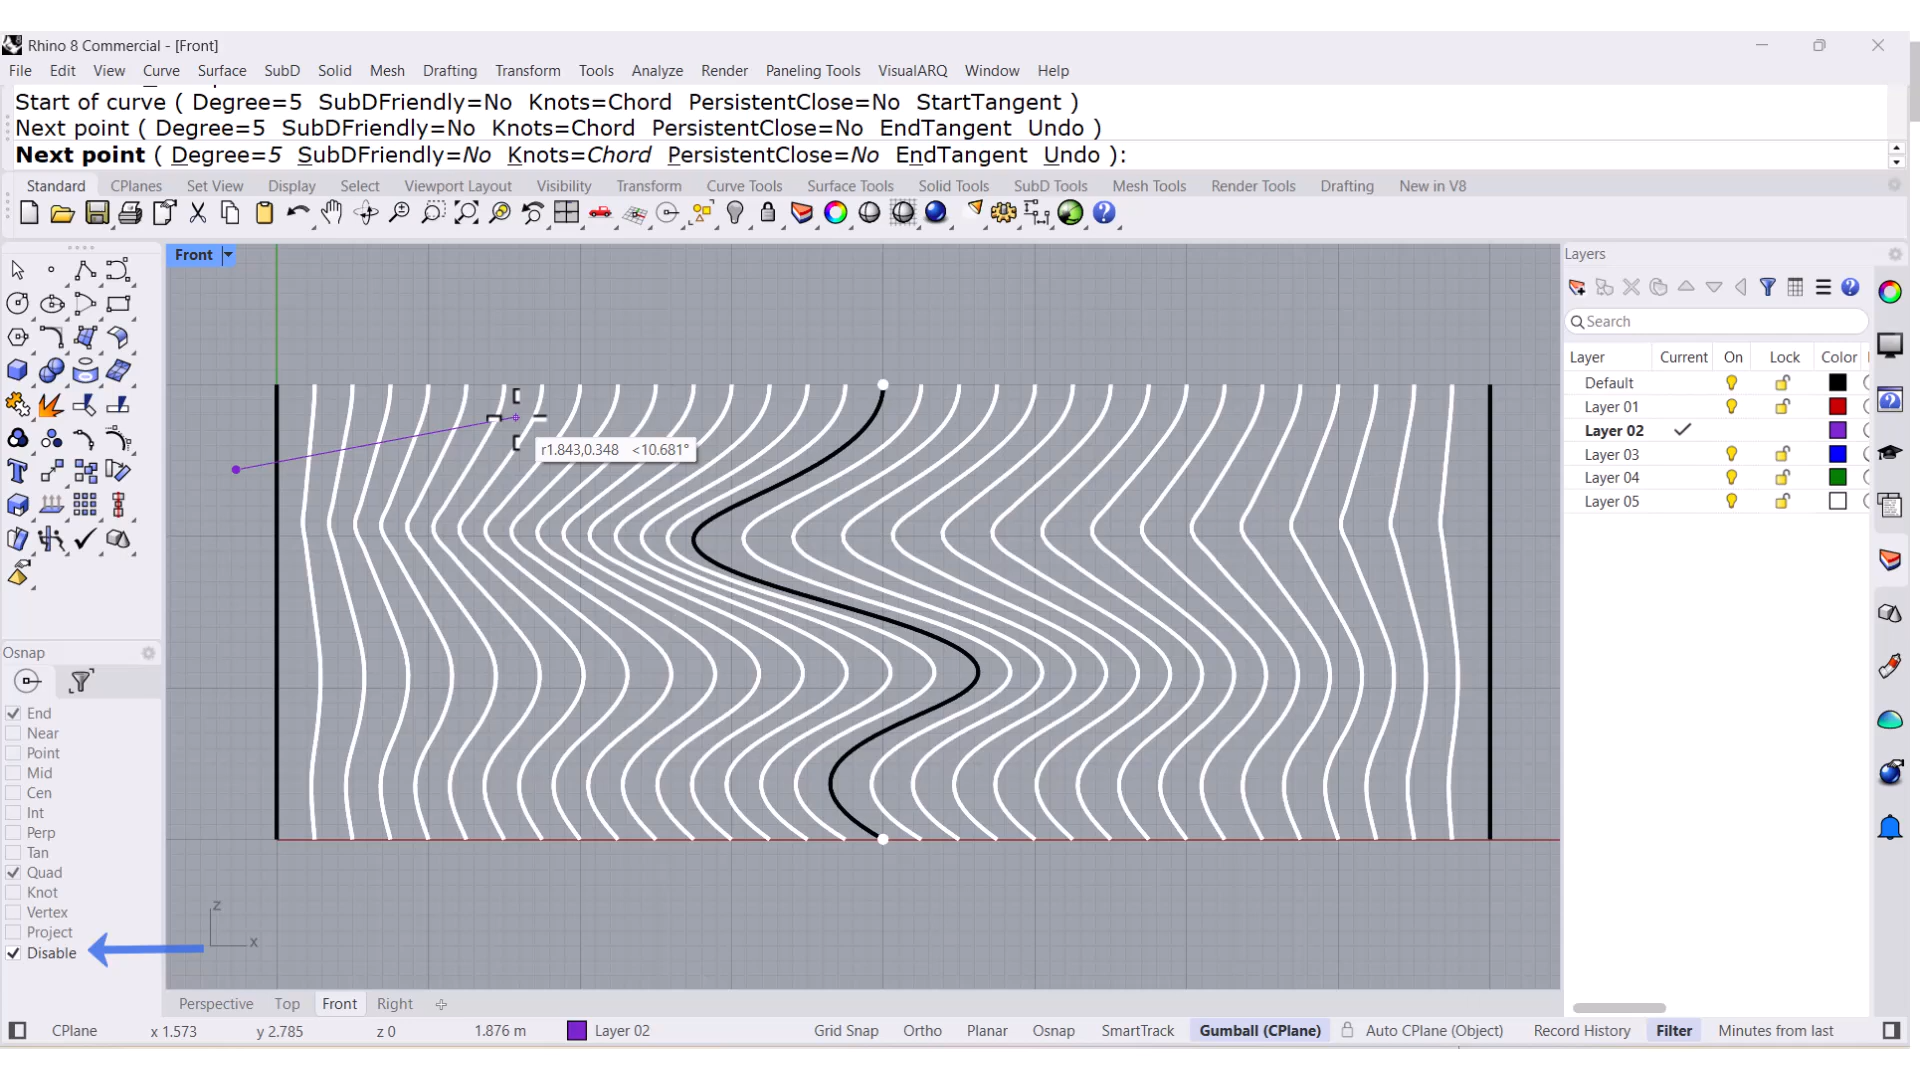 Rhino 8 Commercial - [Front]
File Edit View Curve Surface SubD Solid Mesh Drafting Transform Tools Analyze Render Paneling Tools VisualARQ Window Help
Start of curve ( Degree=5 SubDFriendly=No Knots=Chord PersistentClose=No StartTangent )
Next point ( Degree=5 SubDFriendly=No Knots=Chord PersistentClose=No EndTangent Undo )
Next point ( Degree=5 SubDFriendly=No Knots=Chord PersistentClose=No EndTangent Undo ):
Standard CPlanes Set View Display Select Viewport Layout Visibility Transform Curve Tools Surface Tools Solid Tools SubD Tools Mesh Tools Render Tools Drafting New in V8
Front
r1.843,0.348 <10.681°
z
x
Osnap
End
Near
Point
Mid
Cen
Int
Perp
Tan
Quad
Knot
Vertex
Project
Disable
Layers
Search
Layer Current On Lock Color
Default
Layer 01
Layer 02
Layer 03
Layer 04
Layer 05
Perspective Top Front Right
CPlane x 1.573 y 2.785 z 0 1.876 m Layer 02 Grid Snap Ortho Planar Osnap SmartTrack Gumball (CPlane) Auto CPlane (Object) Record History Filter Minutes from last